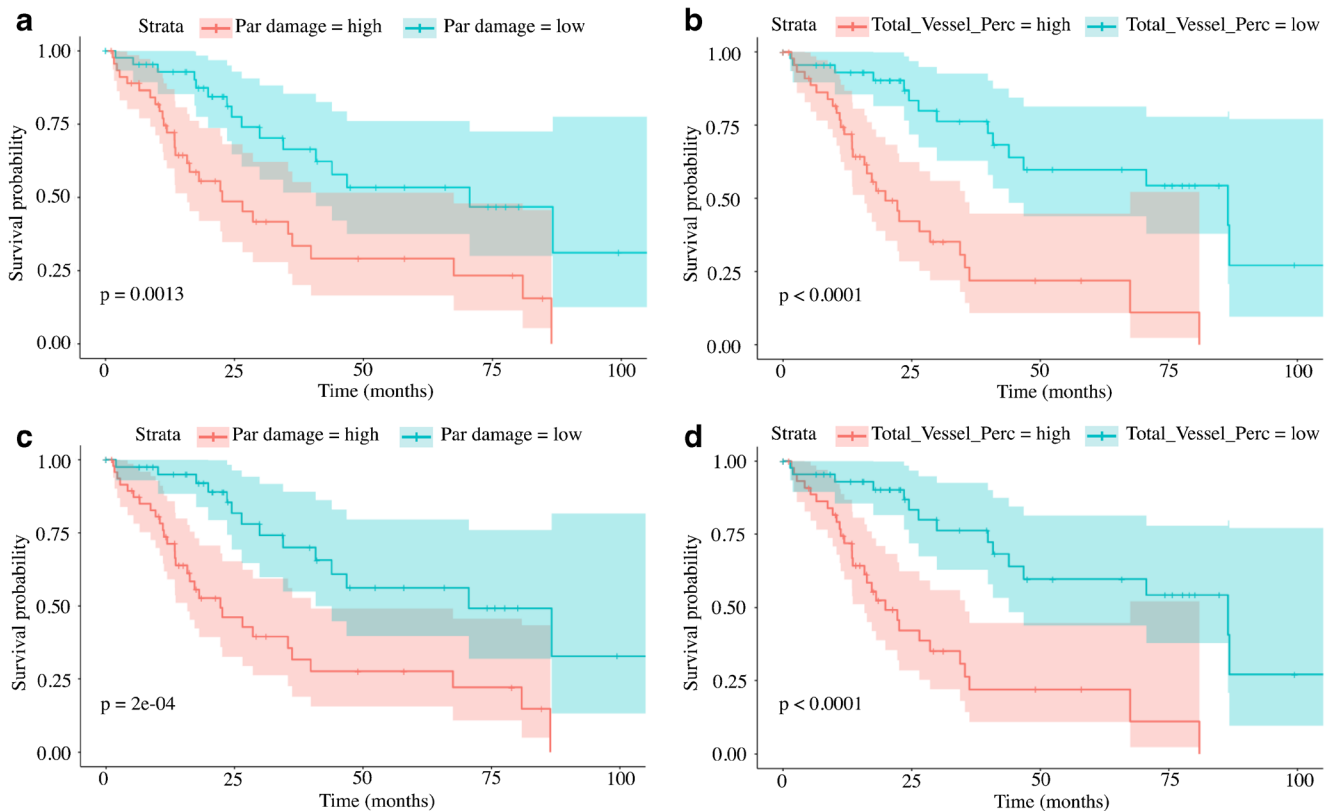 a
Strata Par damage = high Par damage = low
1.00
0.75
0.50
0.25
0.00
Survival probability
p = 0.0013
0 25 50 75 100
Time (months)
b
Strata Total_Vessel_Perc = high Total_Vessel_Perc = low
1.00
0.75
0.50
0.25
0.00
Survival probability
p < 0.0001
0 25 50 75 100
Time (months)
c
Strata Par damage = high Par damage = low
1.00
0.75
0.50
0.25
0.00
Survival probability
p = 2e-04
0 25 50 75 100
Time (months)
d
Strata Total_Vessel_Perc = high Total_Vessel_Perc = low
1.00
0.75
0.50
0.25
0.00
Survival probability
p < 0.0001
0 25 50 75 100
Time (months)